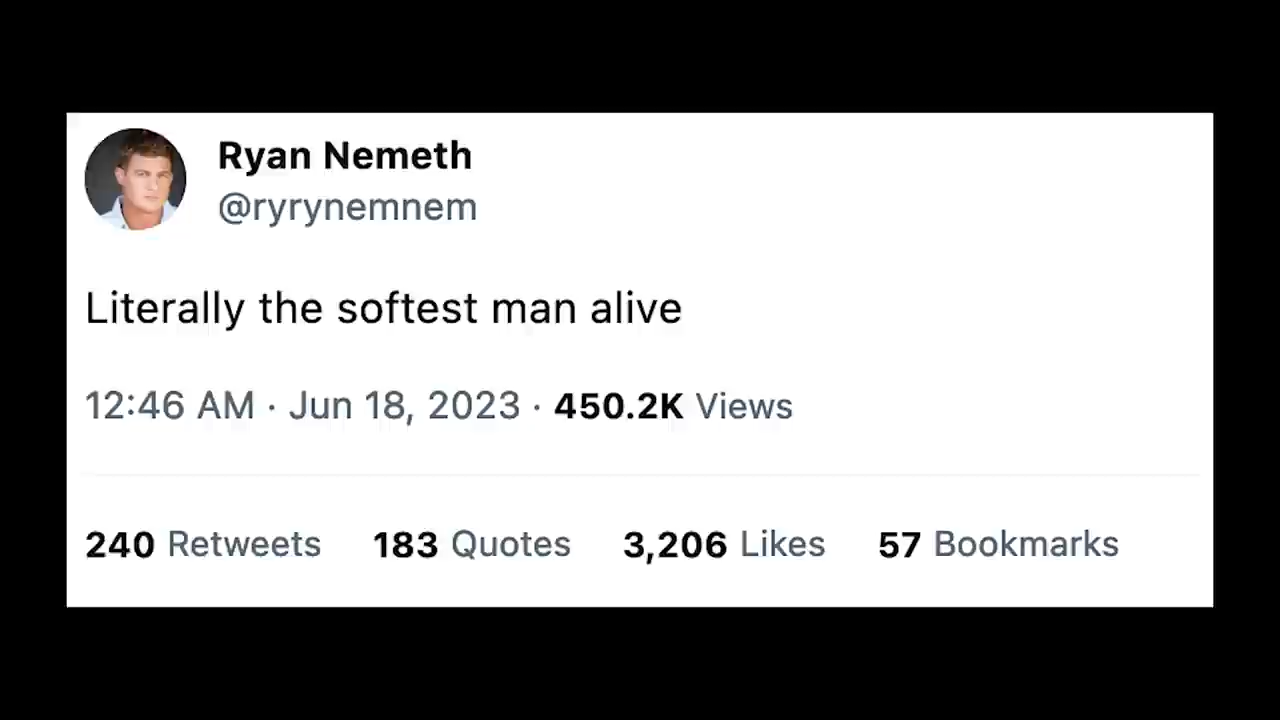 Ryan Nemeth
@ryrynemnem
Literally the softest man alive
12:46 AM · Jun 18, 2023 · 450.2K Views
240 Retweets 183 Quotes 3,206 Likes 57 Bookmarks